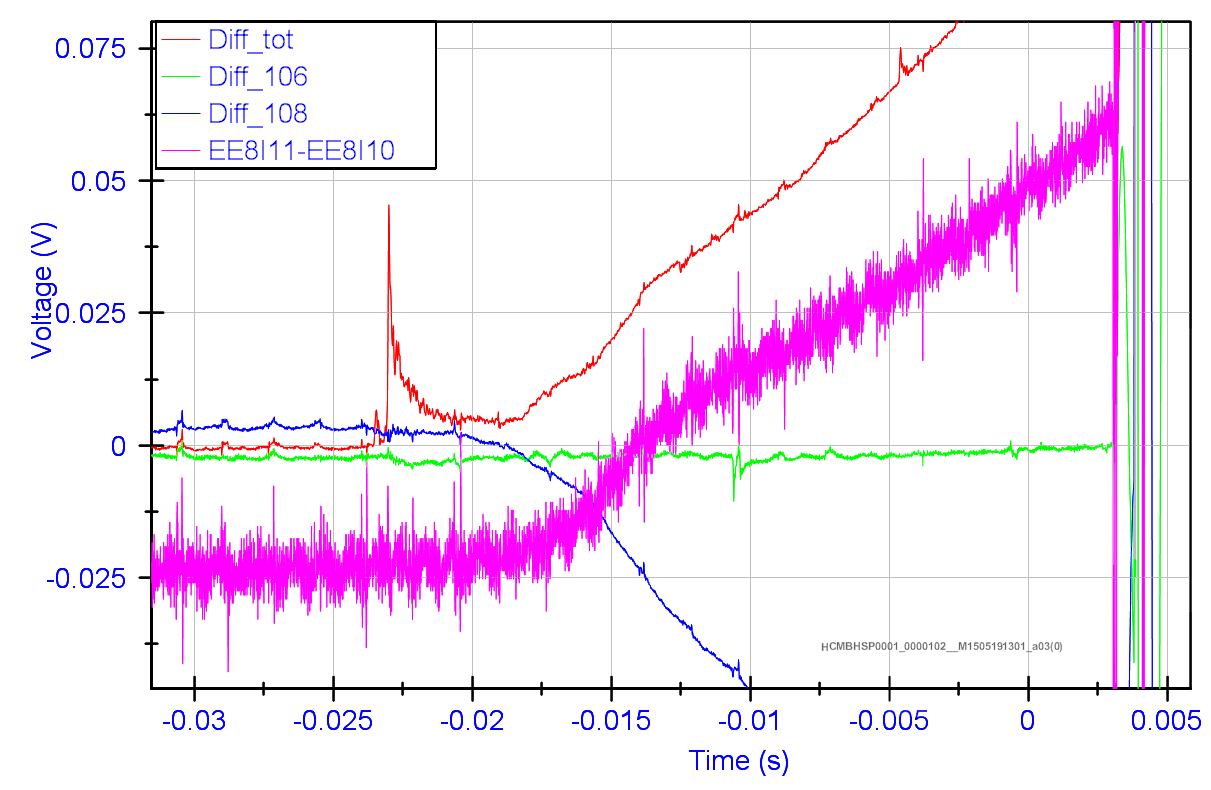 Diff_tot
Diff_106
Diff_108
EE8I11-EE8I10
0.075
0.05
0.025
0
-0.025
Voltage (V)
HCMBHSP0001_0000102__M1505191301_a03(0)
-0.03
-0.025
-0.02
-0.015
-0.01
-0.005
0
0.005
Time (s)